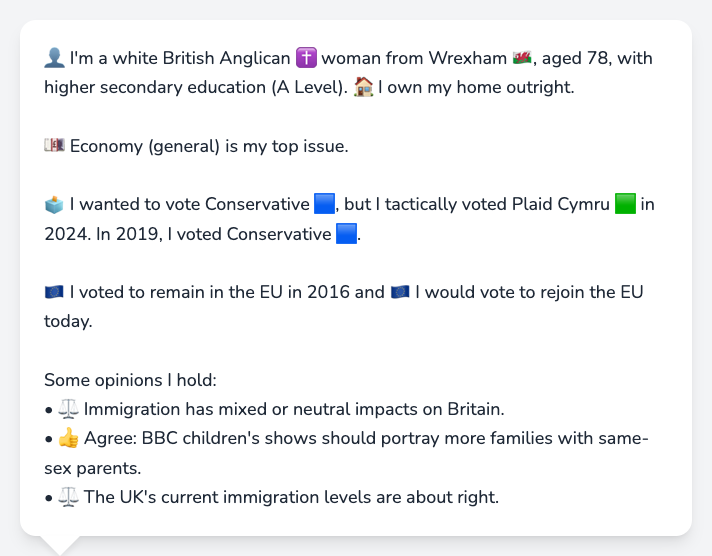 👤 I'm a white British Anglican ✝️ woman from Wrexham 🏴󠁧󠁢󠁷󠁬󠁳󠁿, aged 78, with
higher secondary education (A Level). 🏠 I own my home outright.
💷 Economy (general) is my top issue.
🗳️ I wanted to vote Conservative 🟦, but I tactically voted Plaid Cymru 🟩 in
2024. In 2019, I voted Conservative 🟦.
🇪🇺 I voted to remain in the EU in 2016 and 🇪🇺 I would vote to rejoin the EU
today.
Some opinions I hold:
• ⚖️ Immigration has mixed or neutral impacts on Britain.
• 👍 Agree: BBC children's shows should portray more families with same-
sex parents.
• ⚖️ The UK's current immigration levels are about right.